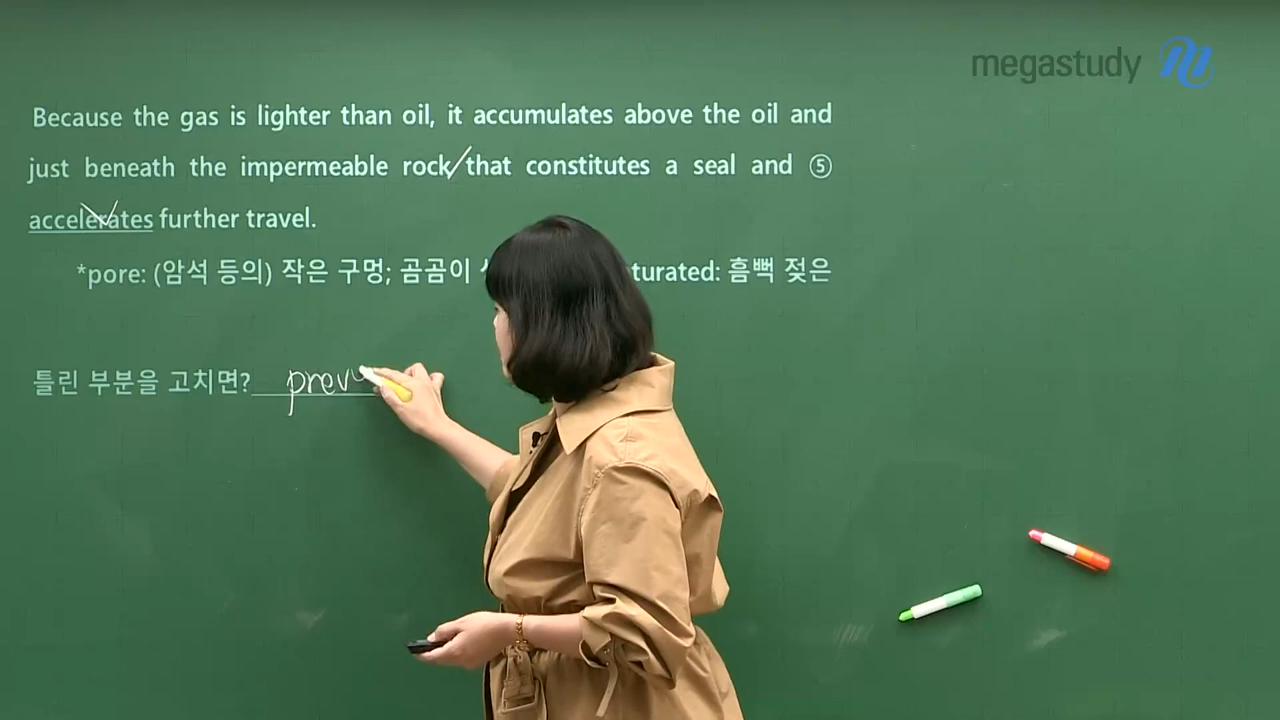 megastudy
Because the gas is lighter than oil, it accumulates above the oil and
just beneath the impermeable rock/that constitutes a seal and ⑤
accelerates further travel.
*pore: (암석 등의) 작은 구멍; 곰곰이 turated: 흠뻑 젖은
틀린 부분을 고치면? prev